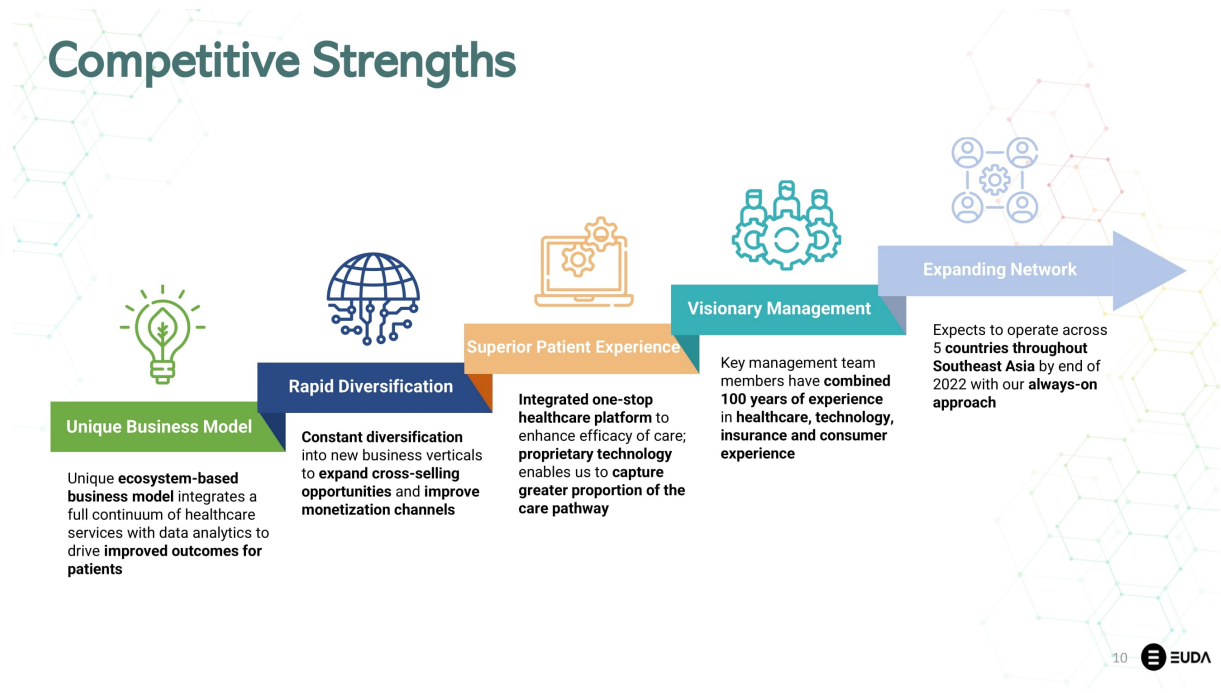 Competitive Strengths
Unique Business Model
Unique ecosystem-based
business model integrates a
full continuum of healthcare
services with data analytics to
drive improved outcomes for
patients
Rapid Diversification
Constant diversification
into new business verticals
to expand cross-selling
opportunities and improve
monetization channels
Superior Patient Experience
Integrated one-stop
healthcare platform to
enhance efficacy of care;
proprietary technology
enables us to capture
greater proportion of the
care pathway
Visionary Management
Key management team
members have combined
100 years of experience
in healthcare, technology,
insurance and consumer
experience
Expanding Network
Expects to operate across
5 countries throughout
Southeast Asia by end of
2022 with our always-on
approach
10
EUDA